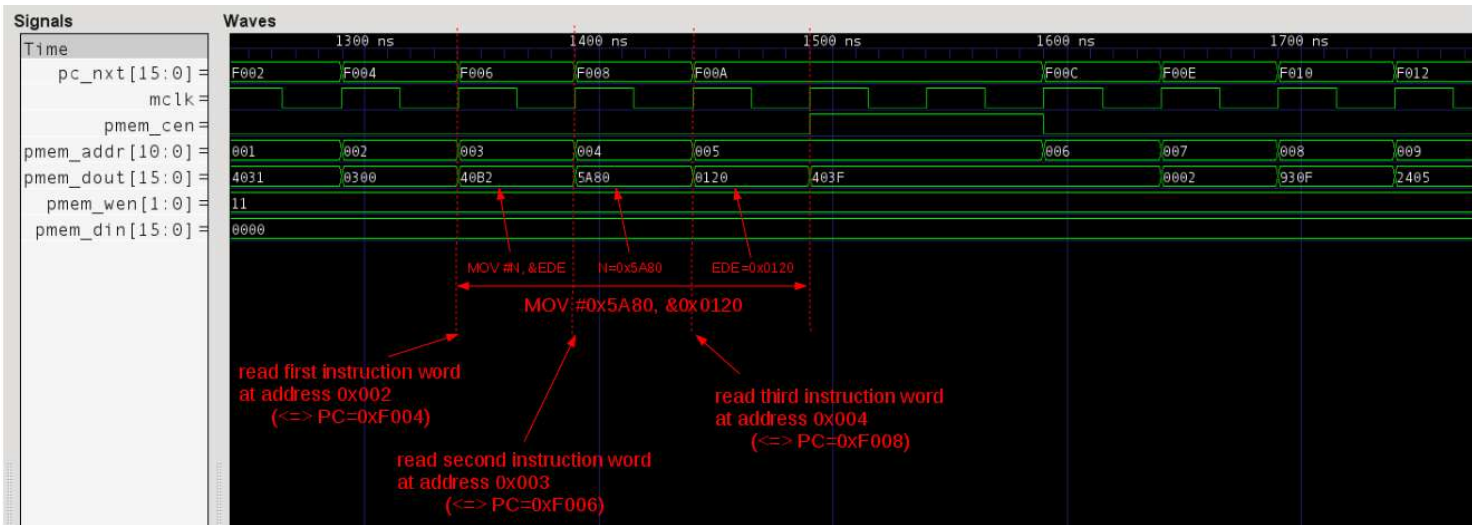 Signals
Waves
Time
1300 ns 1400 ns 1500 ns 1600 ns 1700 ns
pc_nxt[15:0]= F002 F004 F006 F008 F00A F00C F00E F010 F012
mclk=
pmem_cen=
pmem_addr[10:0]= 001 002 003 004 005 006 007 008 009
pmem_dout[15:0]= 4031 0300 40B2 5A80 0120 403F 0002 930F 2405
pmem_wen[1:0]= 11
pmem_din[15:0]= 0000
MOV #N, &EDE N=0x5A80 EDE=0x0120
MOV #0x5A80, &0x0120
read first instruction word
at address 0x002
(<=> PC=0xF004)
read second instruction word
at address 0x003
(<=> PC=0xF006)
read third instruction word
at address 0x004
(<=> PC=0xF008)